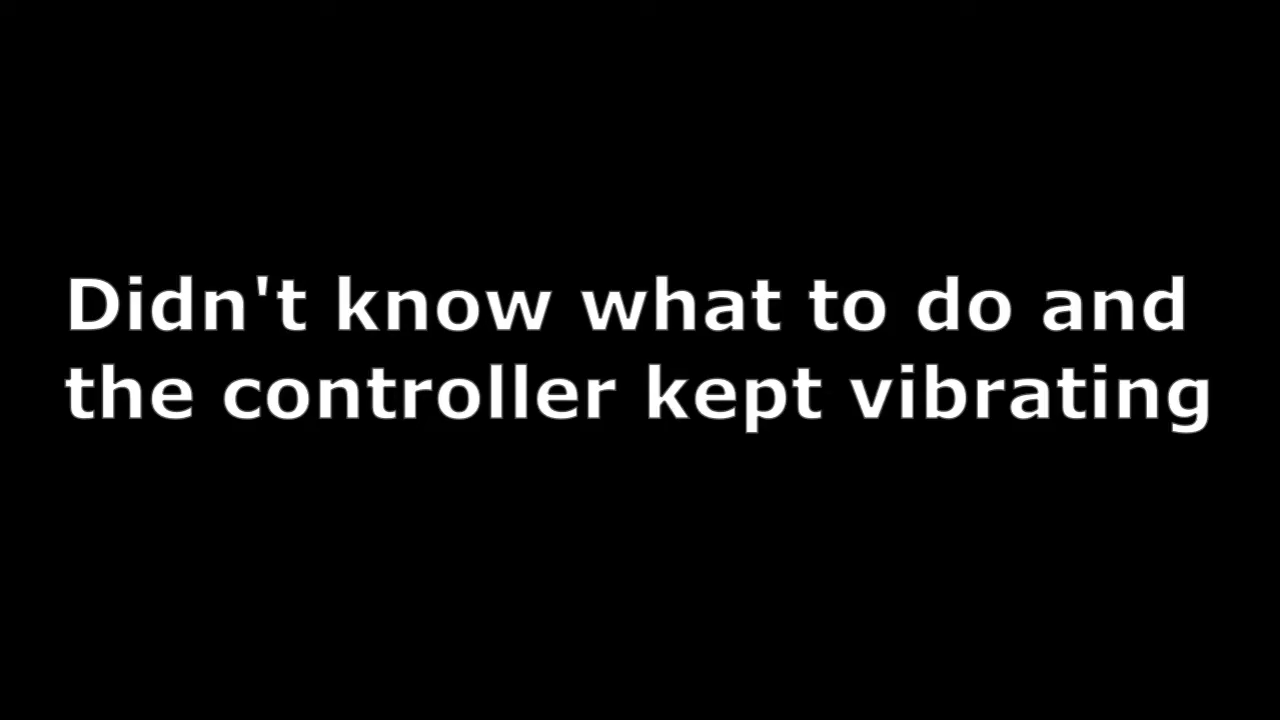 Didn't know what to do and
the controller kept vibrating